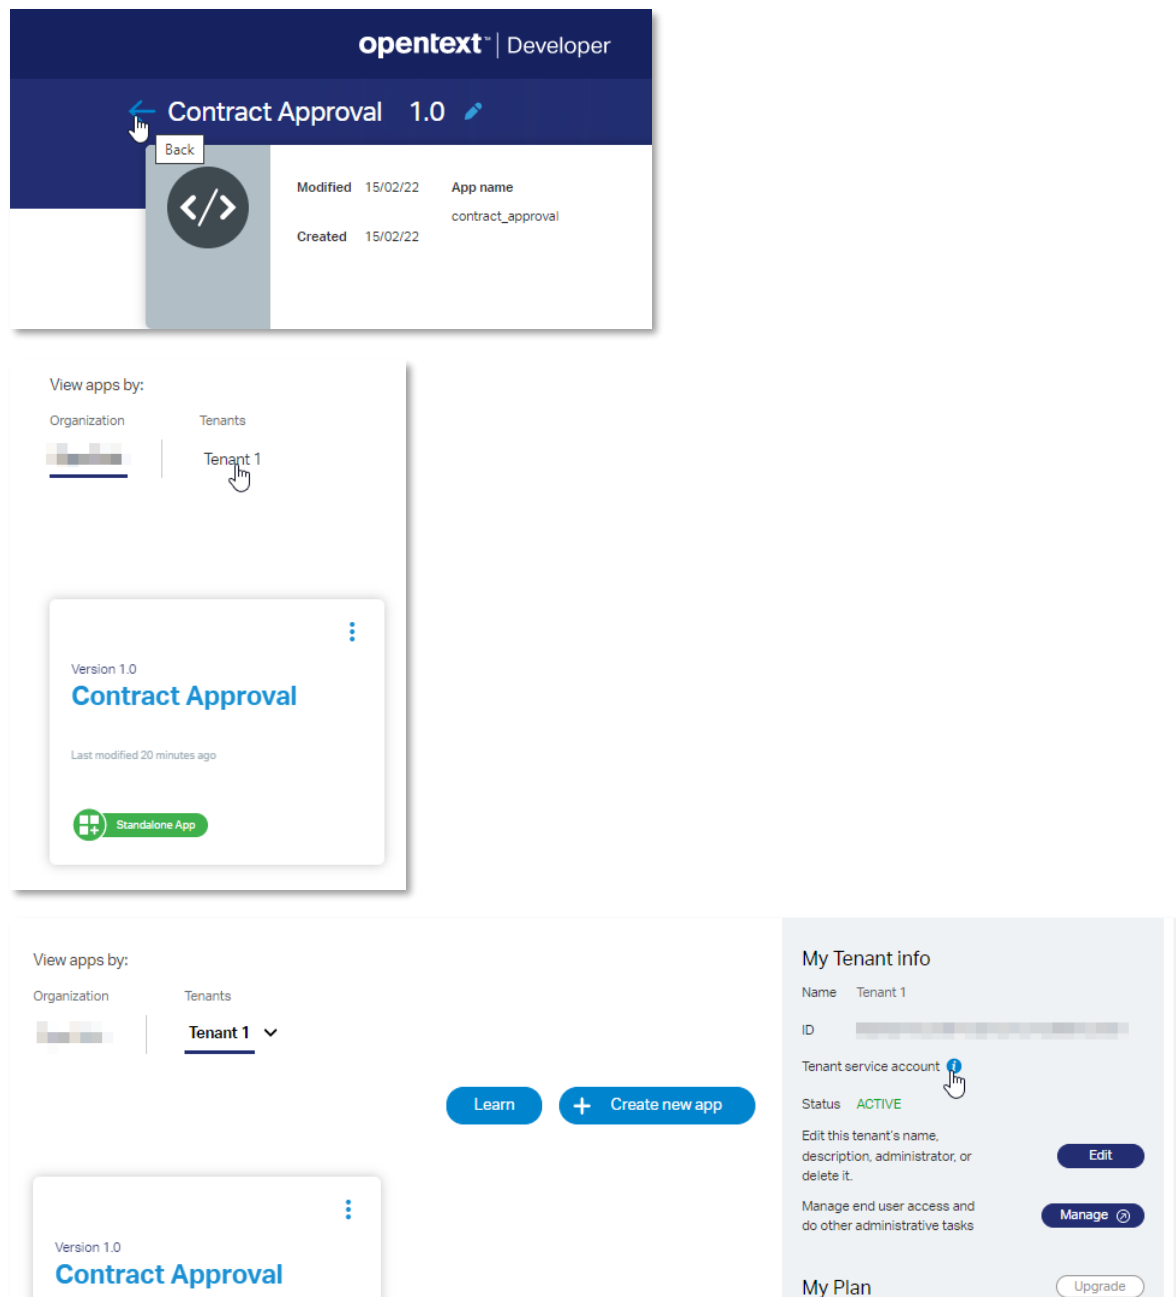 opentext™ | Developer
Contract Approval 1.0
Back
Modified 15/02/22 App name
contract_approval
Created 15/02/22
View apps by:
Organization Tenants
Tenant 1
Version 1.0
Contract Approval
Last modified 20 minutes ago
Standalone App
View apps by:
Organization Tenants
Tenant 1
Learn
+ Create new app
Version 1.0
Contract Approval
My Tenant info
Name Tenant 1
ID
Tenant service account i
Status ACTIVE
Edit this tenant's name,
description, administrator, or
delete it.
Edit
Manage end user access and
do other administrative tasks
Manage
My Plan
Upgrade